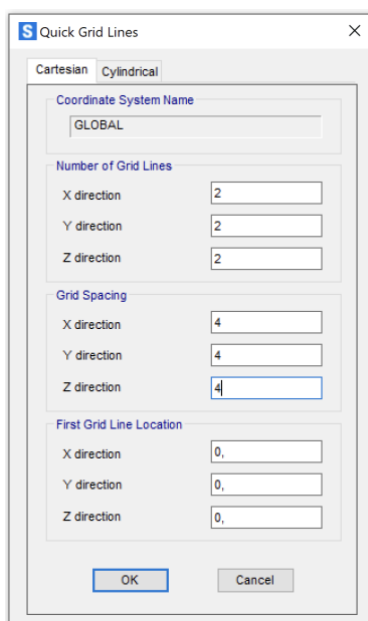 S Quick Grid Lines
Cartesian Cylindrical
Coordinate System Name
GLOBAL
Number of Grid Lines
X direction 2
Y direction 2
Z direction 2
Grid Spacing
X direction 4
Y direction 4
Z direction 4
First Grid Line Location
X direction 0,
Y direction 0,
Z direction 0,
OK Cancel